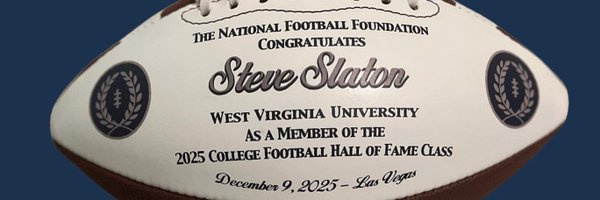 The National Football Foundation
Congratulates
Steve Slaton
West Virginia University
As a Member of the
2025 College Football Hall of Fame Class
December 9, 2025 – Las Vegas